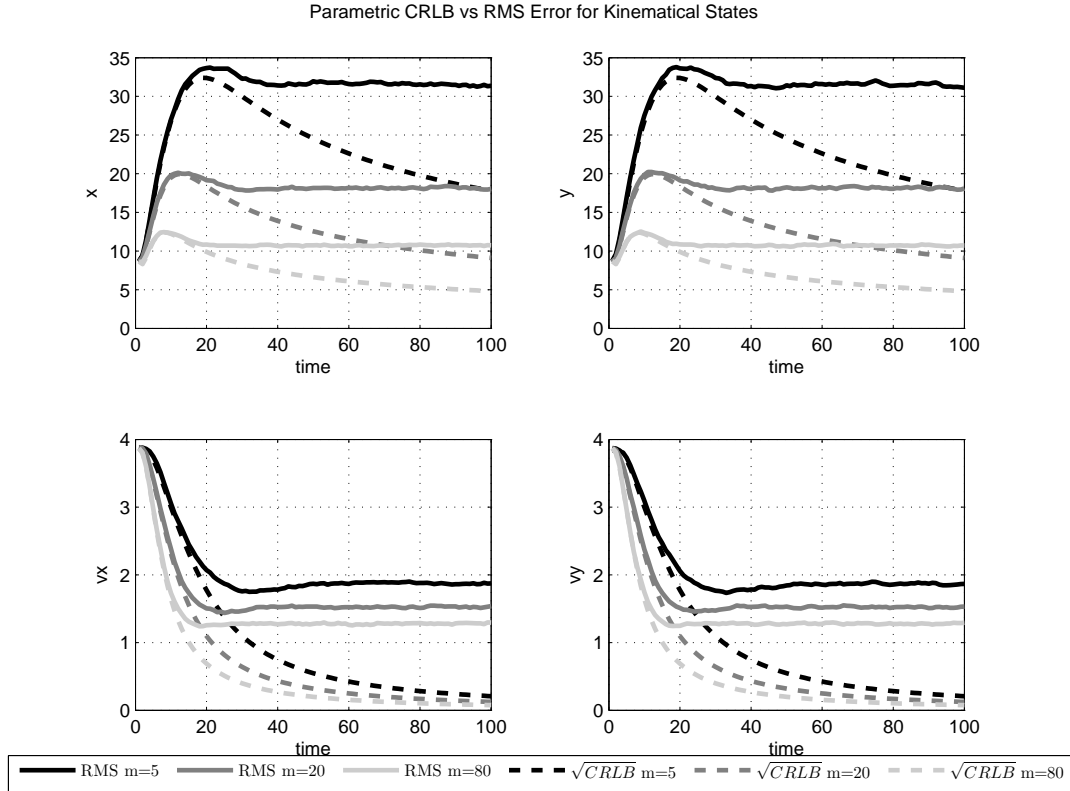 Parametric CRLB vs RMS Error for Kinematical States
35
30
25
20
15
10
5
0
x
0 20 40 60 80 100
time
35
30
25
20
15
10
5
0
y
0 20 40 60 80 100
time
4
3
2
1
0
vx
0 20 40 60 80 100
time
4
3
2
1
0
vy
0 20 40 60 80 100
time
RMS m=5 RMS m=20 RMS m=80 √CRLB m=5 √CRLB m=20 √CRLB m=80